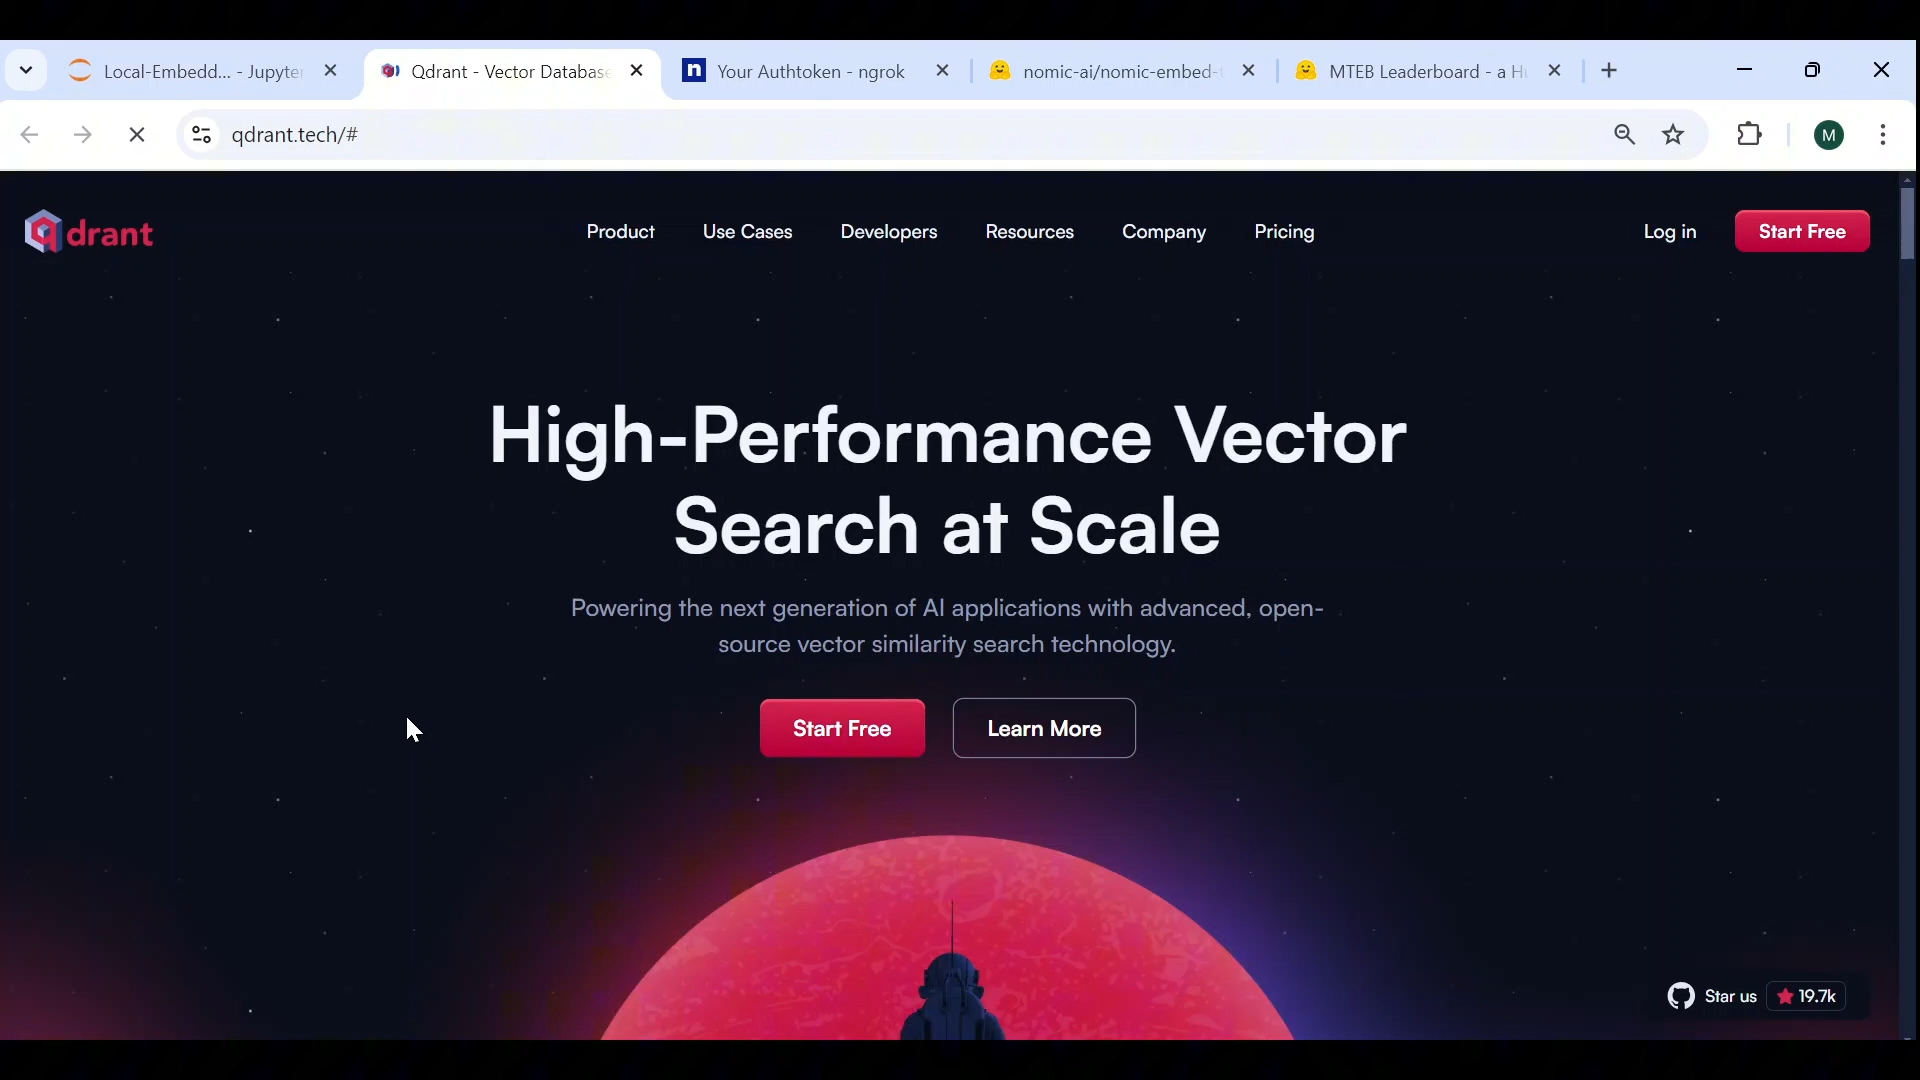 Local-Embedd... - Jupyter
Qdrant - Vector Database
n
Your Authtoken - ngrok
nomic-ai/nomic-embed-
MTEB Leaderboard - a Hu
qdrant.tech/#
M
qdrant
Product
Use Cases
Developers
Resources
Company
Pricing
Log in
Start Free
High-Performance Vector
Search at Scale
Powering the next generation of AI applications with advanced, open-
source vector similarity search technology.
Start Free
Learn More
Star us
19.7k